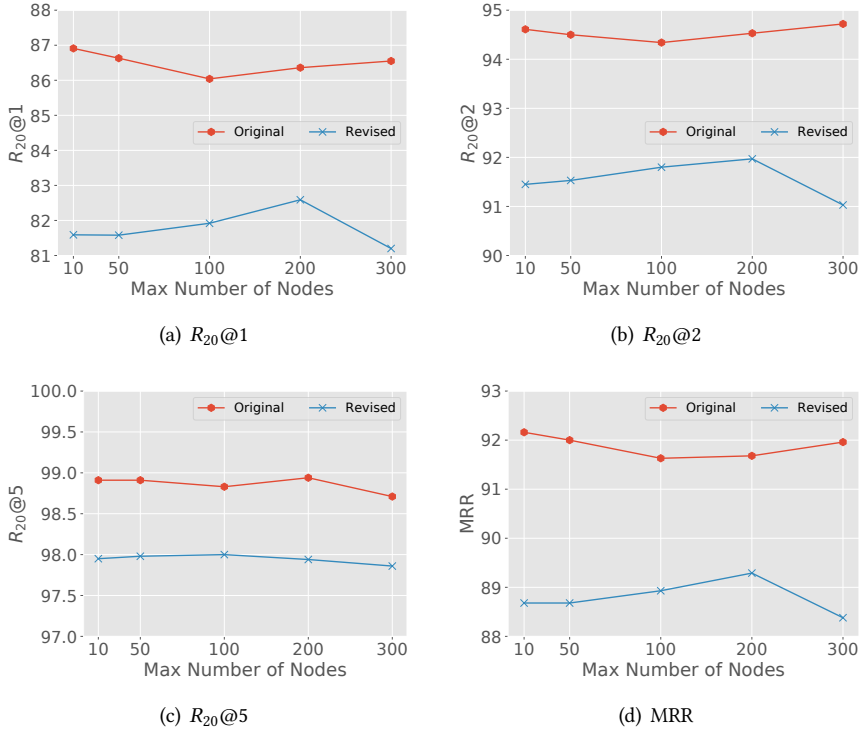 88
87
86
85
84
83
82
81
R20@1
Original
Revised
10
50
100
200
300
Max Number of Nodes
(a) R20@1
95
94
93
92
91
90
R20@2
Original
Revised
10
50
100
200
300
Max Number of Nodes
(b) R20@2
100.0
99.5
99.0
98.5
98.0
97.5
97.0
R20@5
Original
Revised
10
50
100
200
300
Max Number of Nodes
(c) R20@5
93
92
91
90
89
88
MRR
Original
Revised
10
50
100
200
300
Max Number of Nodes
(d) MRR